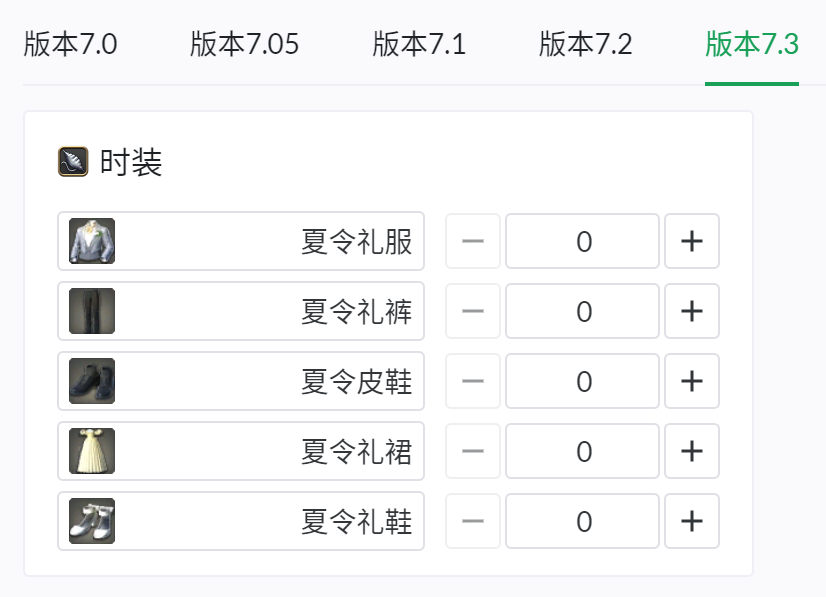 版本7.0 版本7.05 版本7.1 版本7.2 版本7.3
时装
夏令礼服 − 0 +
夏令礼裤 − 0 +
夏令皮鞋 − 0 +
夏令礼裙 − 0 +
夏令礼鞋 − 0 +